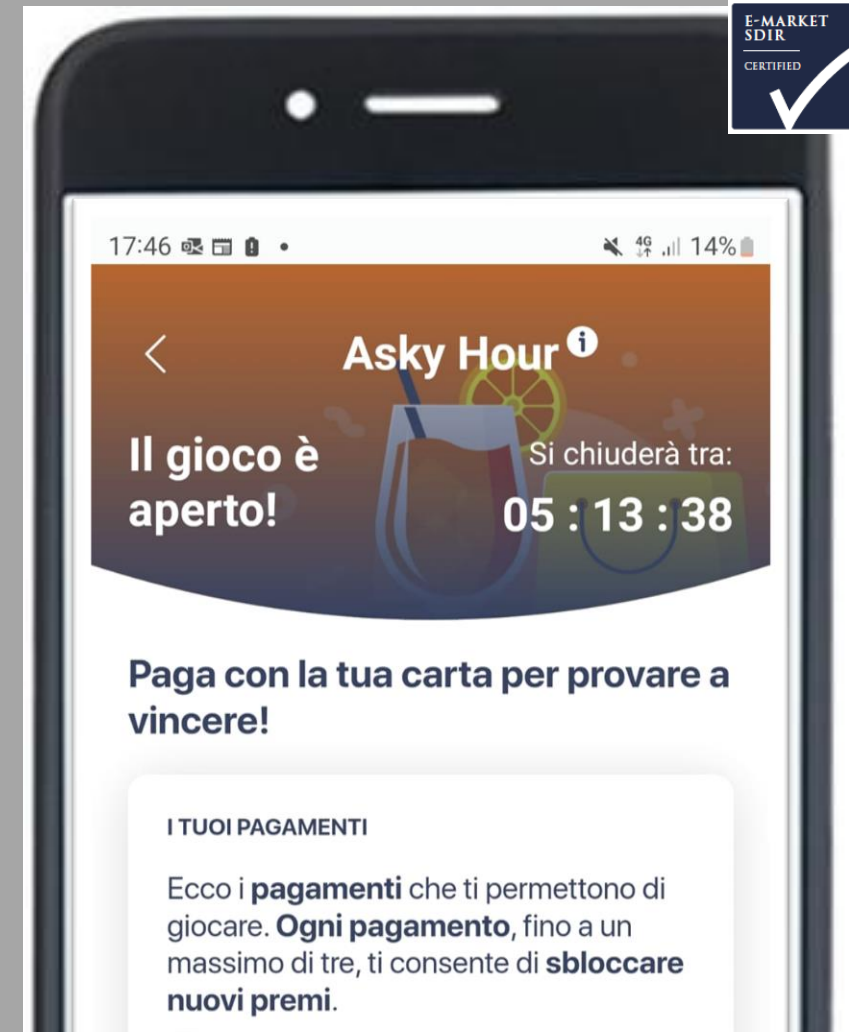 E-MARKET
SDIR
CERTIFIED
17:46
4G
14%
Asky Hour
Il gioco è
aperto!
Si chiuderà tra:
05 : 13 : 38
Paga con la tua carta per provare a
vincere!
I TUOI PAGAMENTI
Ecco i pagamenti che ti permettono di
giocare. Ogni pagamento, fino a un
massimo di tre, ti consente di sbloccare
nuovi premi.